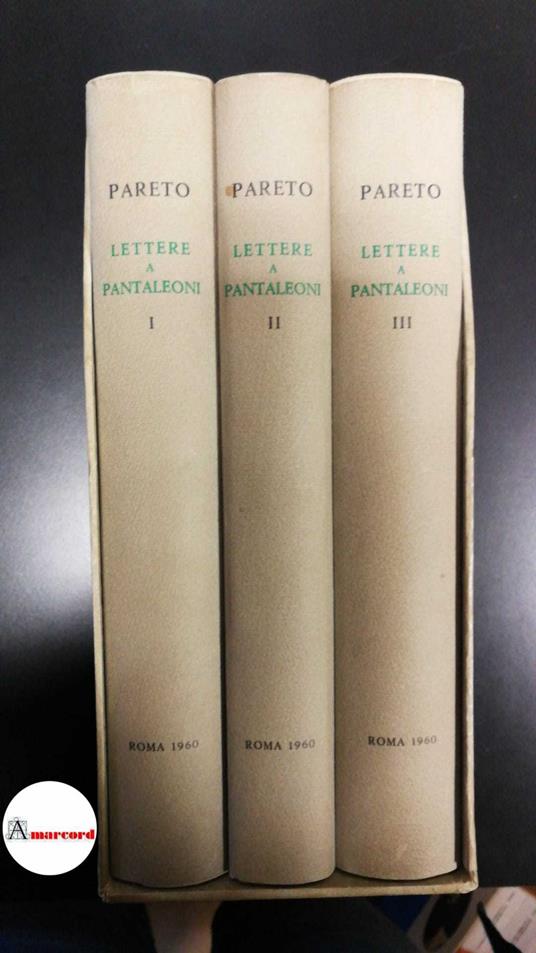 PARETO
LETTERE
A
PANTALEONI
I
ROMA 1960
PARETO
LETTERE
A
PANTALEONI
II
ROMA 1960
PARETO
LETTERE
A
PANTALEONI
III
ROMA 1960
Amarcord